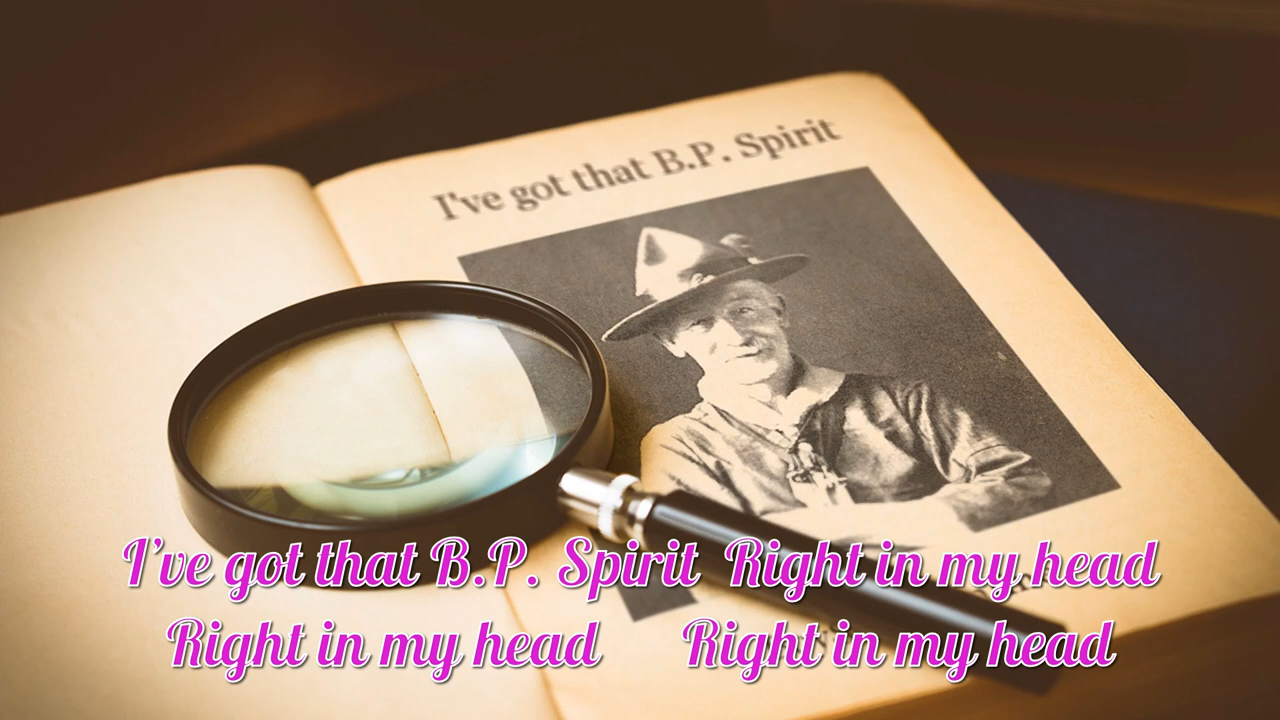 I've got that B.P. Spirit
I've got that B.P. Spirit Right in my head
Right in my head Right in my head